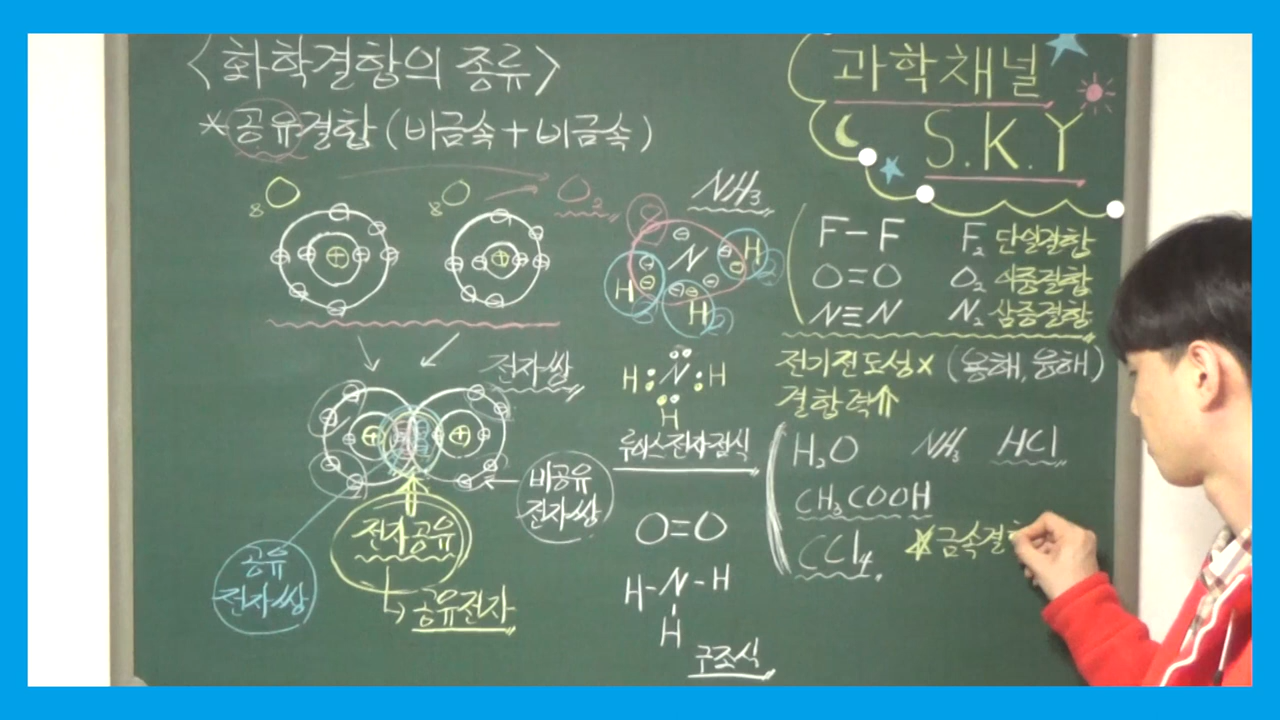 <화학결합의 종류>
*공유결합 (비금속+비금속)
과학채널
S.K.Y
₈O
₈O
O₂
NH₃
N
H
H
H
F-F F₂ 단일결합
O=O O₂ 이중결합
N≡N N₂ 삼중결합
전기전도성× (용해, 융해)
결합력⇑
전자쌍
H:N:H
H
루이스전자점식
비공유
전자쌍
전자공유
공유전자
공유
전자쌍
O=O
H-N-H
H
구조식
H₂O NH₃ HCl
CH₃COOH
CCl₄.
*금속결